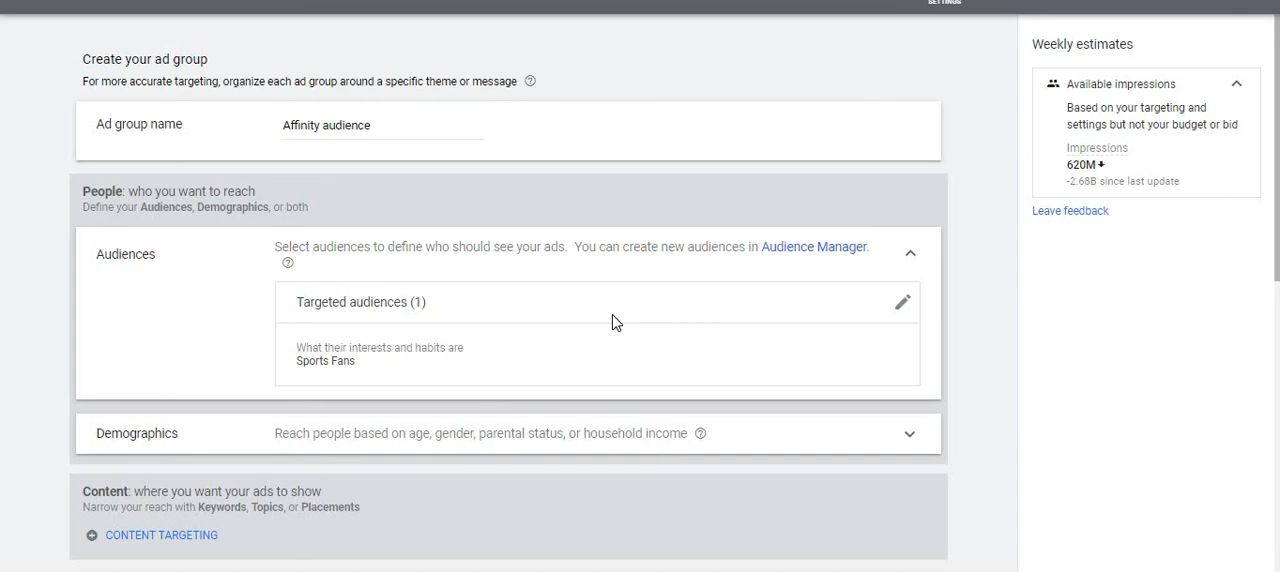 SETTINGS
Create your ad group
For more accurate targeting, organize each ad group around a specific theme or message
Ad group name
Affinity audience
People: who you want to reach
Define your Audiences, Demographics, or both
Audiences
Select audiences to define who should see your ads. You can create new audiences in Audience Manager.
Targeted audiences (1)
What their interests and habits are
Sports Fans
Demographics
Reach people based on age, gender, parental status, or household income
Content: where you want your ads to show
Narrow your reach with Keywords, Topics, or Placements
CONTENT TARGETING
Weekly estimates
Available impressions
Based on your targeting and
settings but not your budget or bid
Impressions
620M
-2.68B since last update
Leave feedback